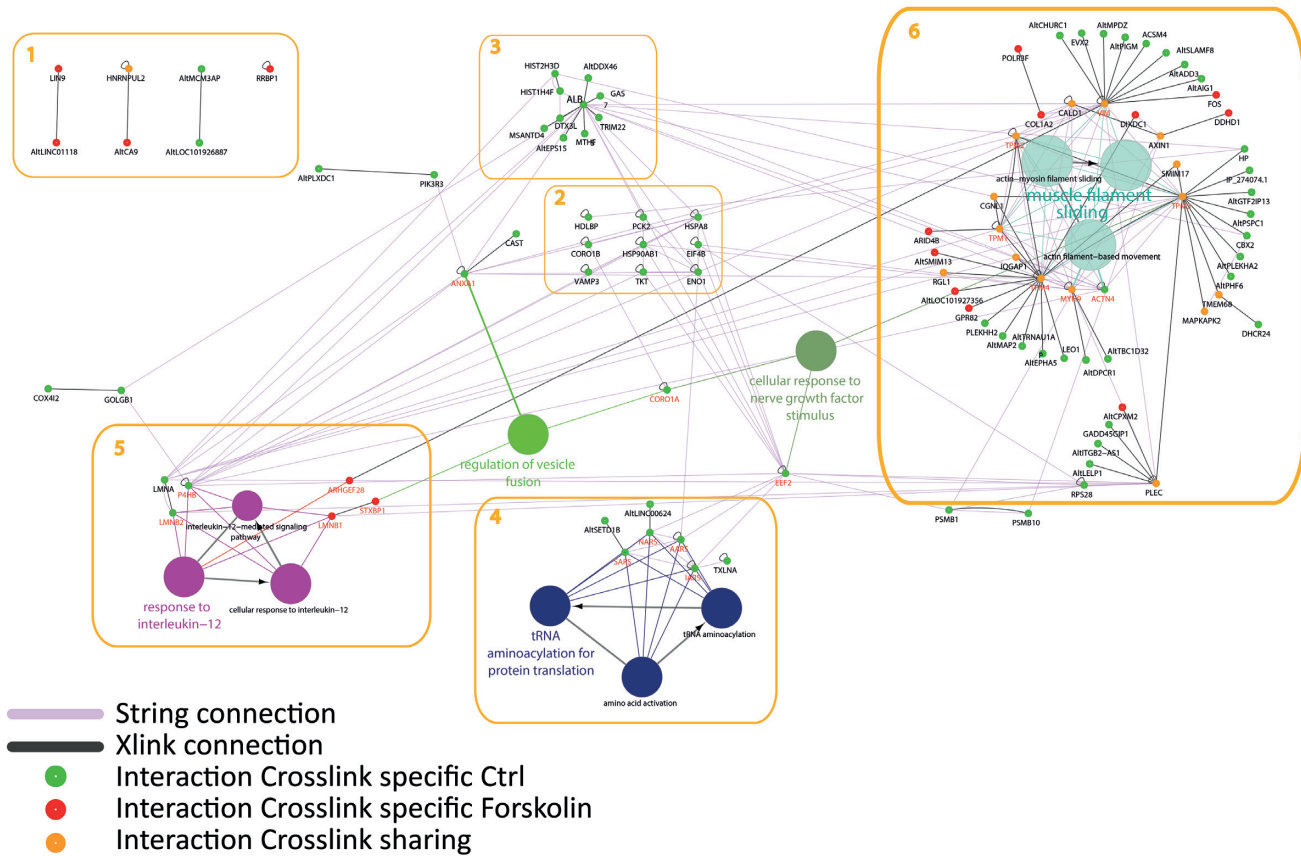 1
LIN9
HNRNPUL2
AltMCM3AP
RRBP1
AltLINC01118
AltCA9
AltLOC101926887
3
HIST2H3D
AltDDX46
HIST1H4F
ALB
GAS
7
DTX3L
TRIM22
MSANTD4
MTHF
AltEPS15
2
HDLBP
PCK2
HSPA8
CORO1B
HSP90AB1
EIF4B
VAMP3
TKT
ENO1
AltPLXDC1
PIK3R3
CAST
ANXA1
COX4I2
GOLGB1
CORO1A
cellular response to
nerve growth factor
stimulus
regulation of vesicle
fusion
EEF2
PSMB1
PSMB10
6
AltCHURC1
AltMPDZ
EVX2
AltPIGM
ACSM4
POLR3F
AltSLAMF8
AltADD3
AltAIG1
FOS
CALD1
VIM
COL1A2
DIXDC1
DDHD1
AXIN1
HP
SMIM17
IP_274074.1
actin−myosin filament sliding
muscle filament
sliding
AltGTF2IP13
CGNL1
AltPSPC1
ARID4B
TPM1
CBX2
actin filament−based movement
AltSMIM13
IQGAP1
AltPLEKHA2
RGL1
AltPHF6
AltLOC101927356
MYH9
ACTN4
TMEM68
GPR82
MAPKAPK2
PLEKHH2
DHCR24
AltTRNAU1A
AltMAP2
LEO1
AltTBC1D32
AltEPHA5
AltDPCR1
AltCPXM2
GADD45GIP1
AltITGB2−AS1
AltLELP1
RPS28
PLEC
5
LMNA
P4HB
ARHGEF28
STXBP1
LMNB2
LMNB1
interleukin−12−mediated signaling
pathway
response to
interleukin−12
cellular response to interleukin−12
4
AltLINC00624
AltSETD1B
NARS
AARS
SARS
IARS
TXLNA
tRNA
aminoacylation for
protein translation
tRNA aminoacylation
amino acid activation
String connection
Xlink connection
Interaction Crosslink specific Ctrl
Interaction Crosslink specific Forskolin
Interaction Crosslink sharing